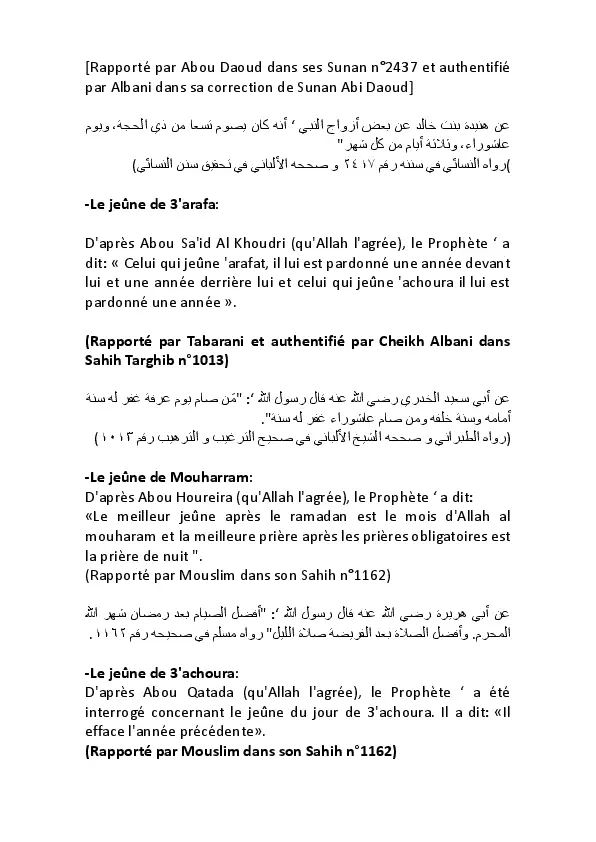 [Rapporté par Abou Daoud dans ses Sunan n°2437 et authentifié
par Albani dans sa correction de Sunan Abi Daoud]
عن هنيدة بنت خالد عن بعض أزواج النبي ‘ أنه كان يصوم تسعا من ذي الحجة، ويوم
عاشوراء، وثلاثة أيام من كل شهر"
(رواه النسائي في سننه رقم ٢٤١٧ و صححه الألباني في تحقيق سنن النسائي)
-Le jeûne de 3'arafa:
D'après Abou Sa'id Al Khoudri (qu'Allah l'agrée), le Prophète ‘ a
dit: « Celui qui jeûne 'arafat, il lui est pardonné une année devant
lui et une année derrière lui et celui qui jeûne 'achoura il lui est
pardonné une année ».
(Rapporté par Tabarani et authentifié par Cheikh Albani dans
Sahih Targhib n°1013)
عن أبي سعيد الخدري رضي الله عنه قال رسول الله ‘: "مَن صام يوم عرفة غفر له سنة
أمامه وسنة خلفه ومن صام عاشوراء غفر له سنة".
(رواه الطبراني و صححه الشيخ الألباني في صحيح الترغيب و الترهيب رقم ١٠١٣)
-Le jeûne de Mouharram:
D'après Abou Houreira (qu'Allah l'agrée), le Prophète ‘ a dit:
«Le meilleur jeûne après le ramadan est le mois d'Allah al
mouharam et la meilleure prière après les prières obligatoires est
la prière de nuit ".
(Rapporté par Mouslim dans son Sahih n°1162)
عن أبي هريرة رضي الله عنه قال رسول الله ‘: "أفضل الصيام بعد رمضان شهر الله
المحرم. وأفضل الصلاة بعد الفريضة صلاة الليل" رواه مسلم في صحيحه رقم ١١٦٢.
-Le jeûne de 3'achoura:
D'après Abou Qatada (qu'Allah l'agrée), le Prophète ‘ a été
interrogé concernant le jeûne du jour de 3'achoura. Il a dit: «Il
efface l'année précédente».
(Rapporté par Mouslim dans son Sahih n°1162)